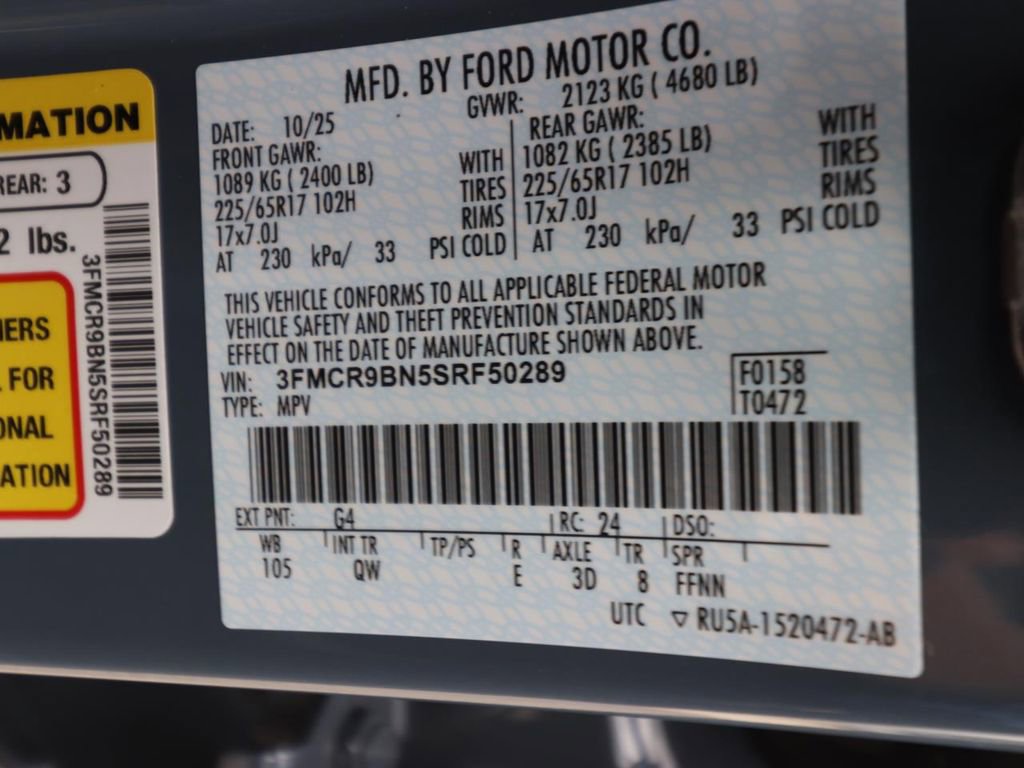 MATION
REAR: 3
2 lbs.
3FMCR9BN5SRF50289
FOR
ONAL
ATION
MFD. BY FORD MOTOR CO.
DATE: 10/25 GVWR: 2123 KG ( 4680 LB)
FRONT GAWR: WITH
1089 KG ( 2400 LB) TIRES
225/65R17 102H RIMS
17x7.0J
AT 230 kPa/ 33 PSI COLD
REAR GAWR: WITH
1082 KG ( 2385 LB) TIRES
225/65R17 102H RIMS
17x7.0J
AT 230 kPa/ 33 PSI COLD
THIS VEHICLE CONFORMS TO ALL APPLICABLE FEDERAL MOTOR
VEHICLE SAFETY AND THEFT PREVENTION STANDARDS IN
EFFECT ON THE DATE OF MANUFACTURE SHOWN ABOVE.
VIN: 3FMCR9BN5SRF50289
TYPE: MPV
F0158
T0472
EXT PNT: G4 RC: 24 DSO:
WB INT TR TP/PS R AXLE TR SPR
105 QW E 3D 8 FFNN
UTC ▽ RU5A-1520472-AB